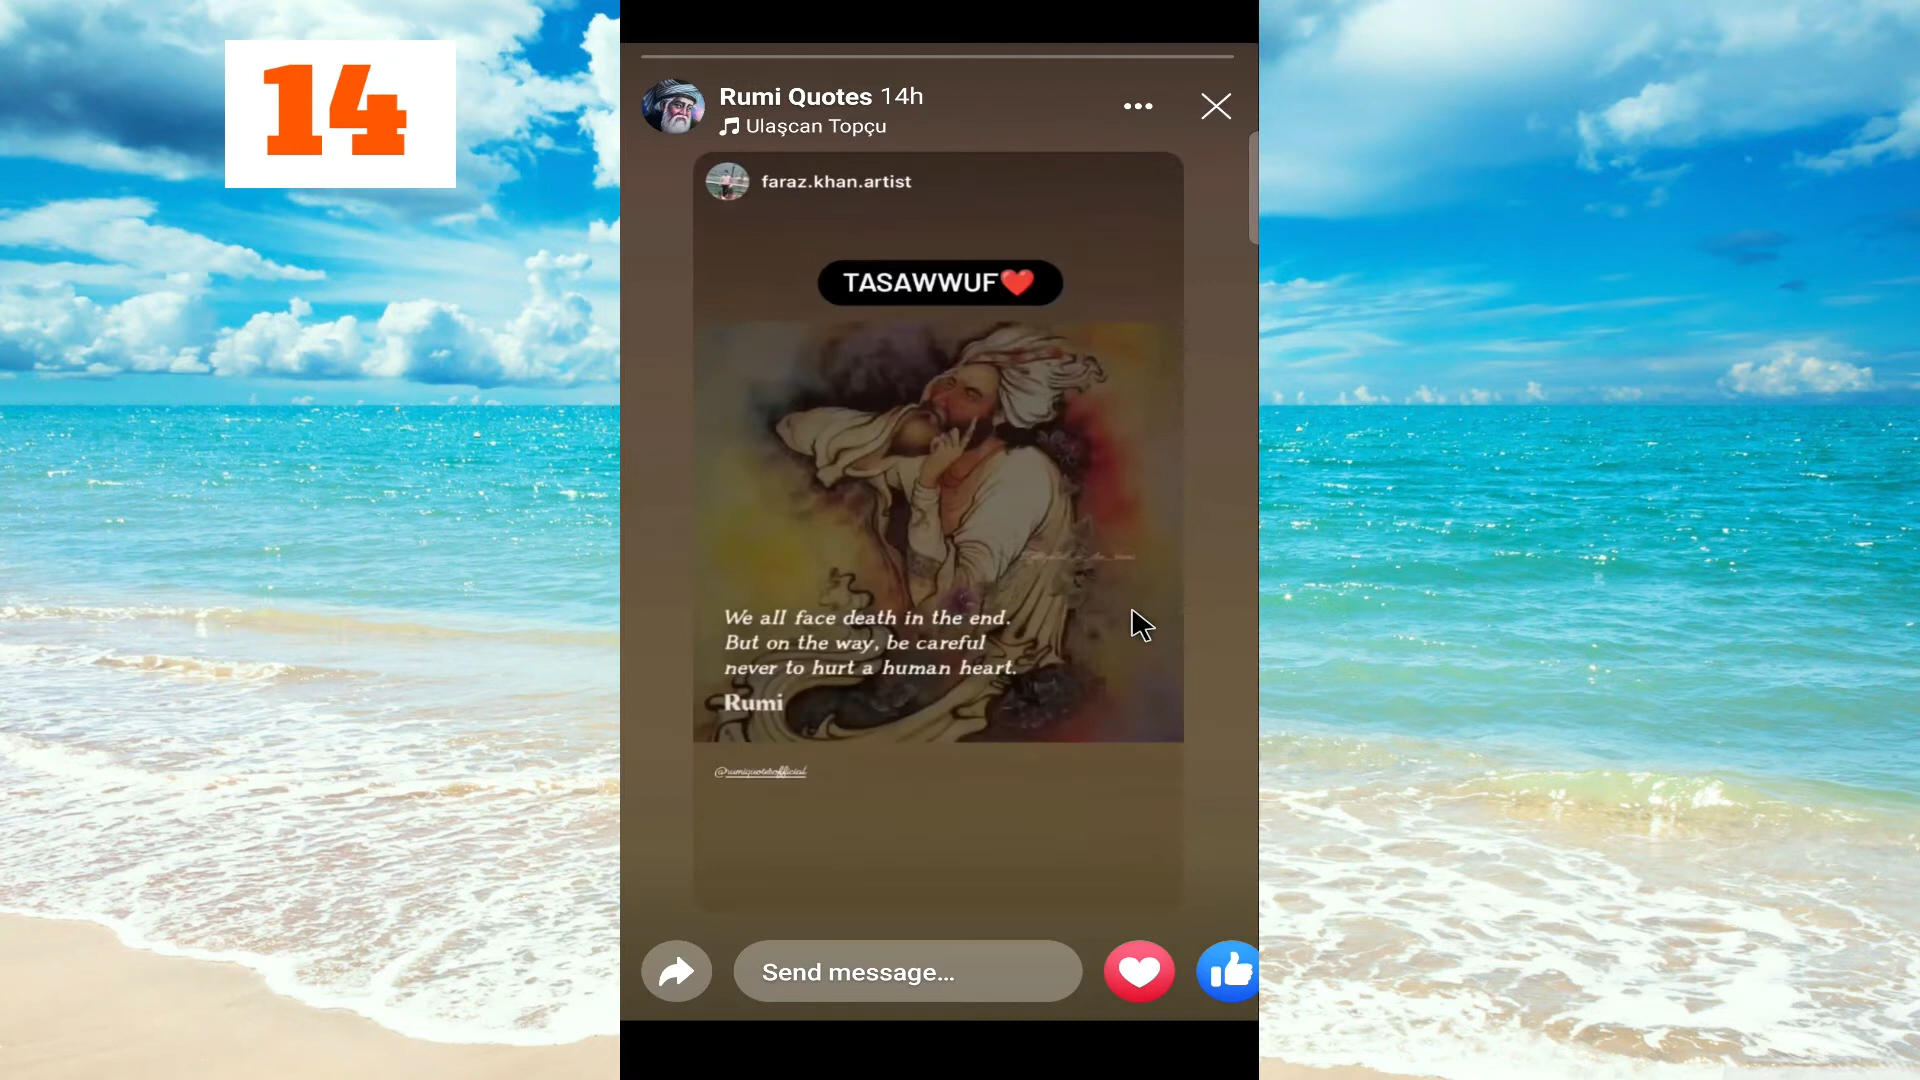 14
Rumi Quotes 14h
Ulaşcan Topçu
faraz.khan.artist
TASAWWUF❤️
We all face death in the end.
But on the way, be careful
never to hurt a human heart.
Rumi
@rumiquotesofficial
Send message...